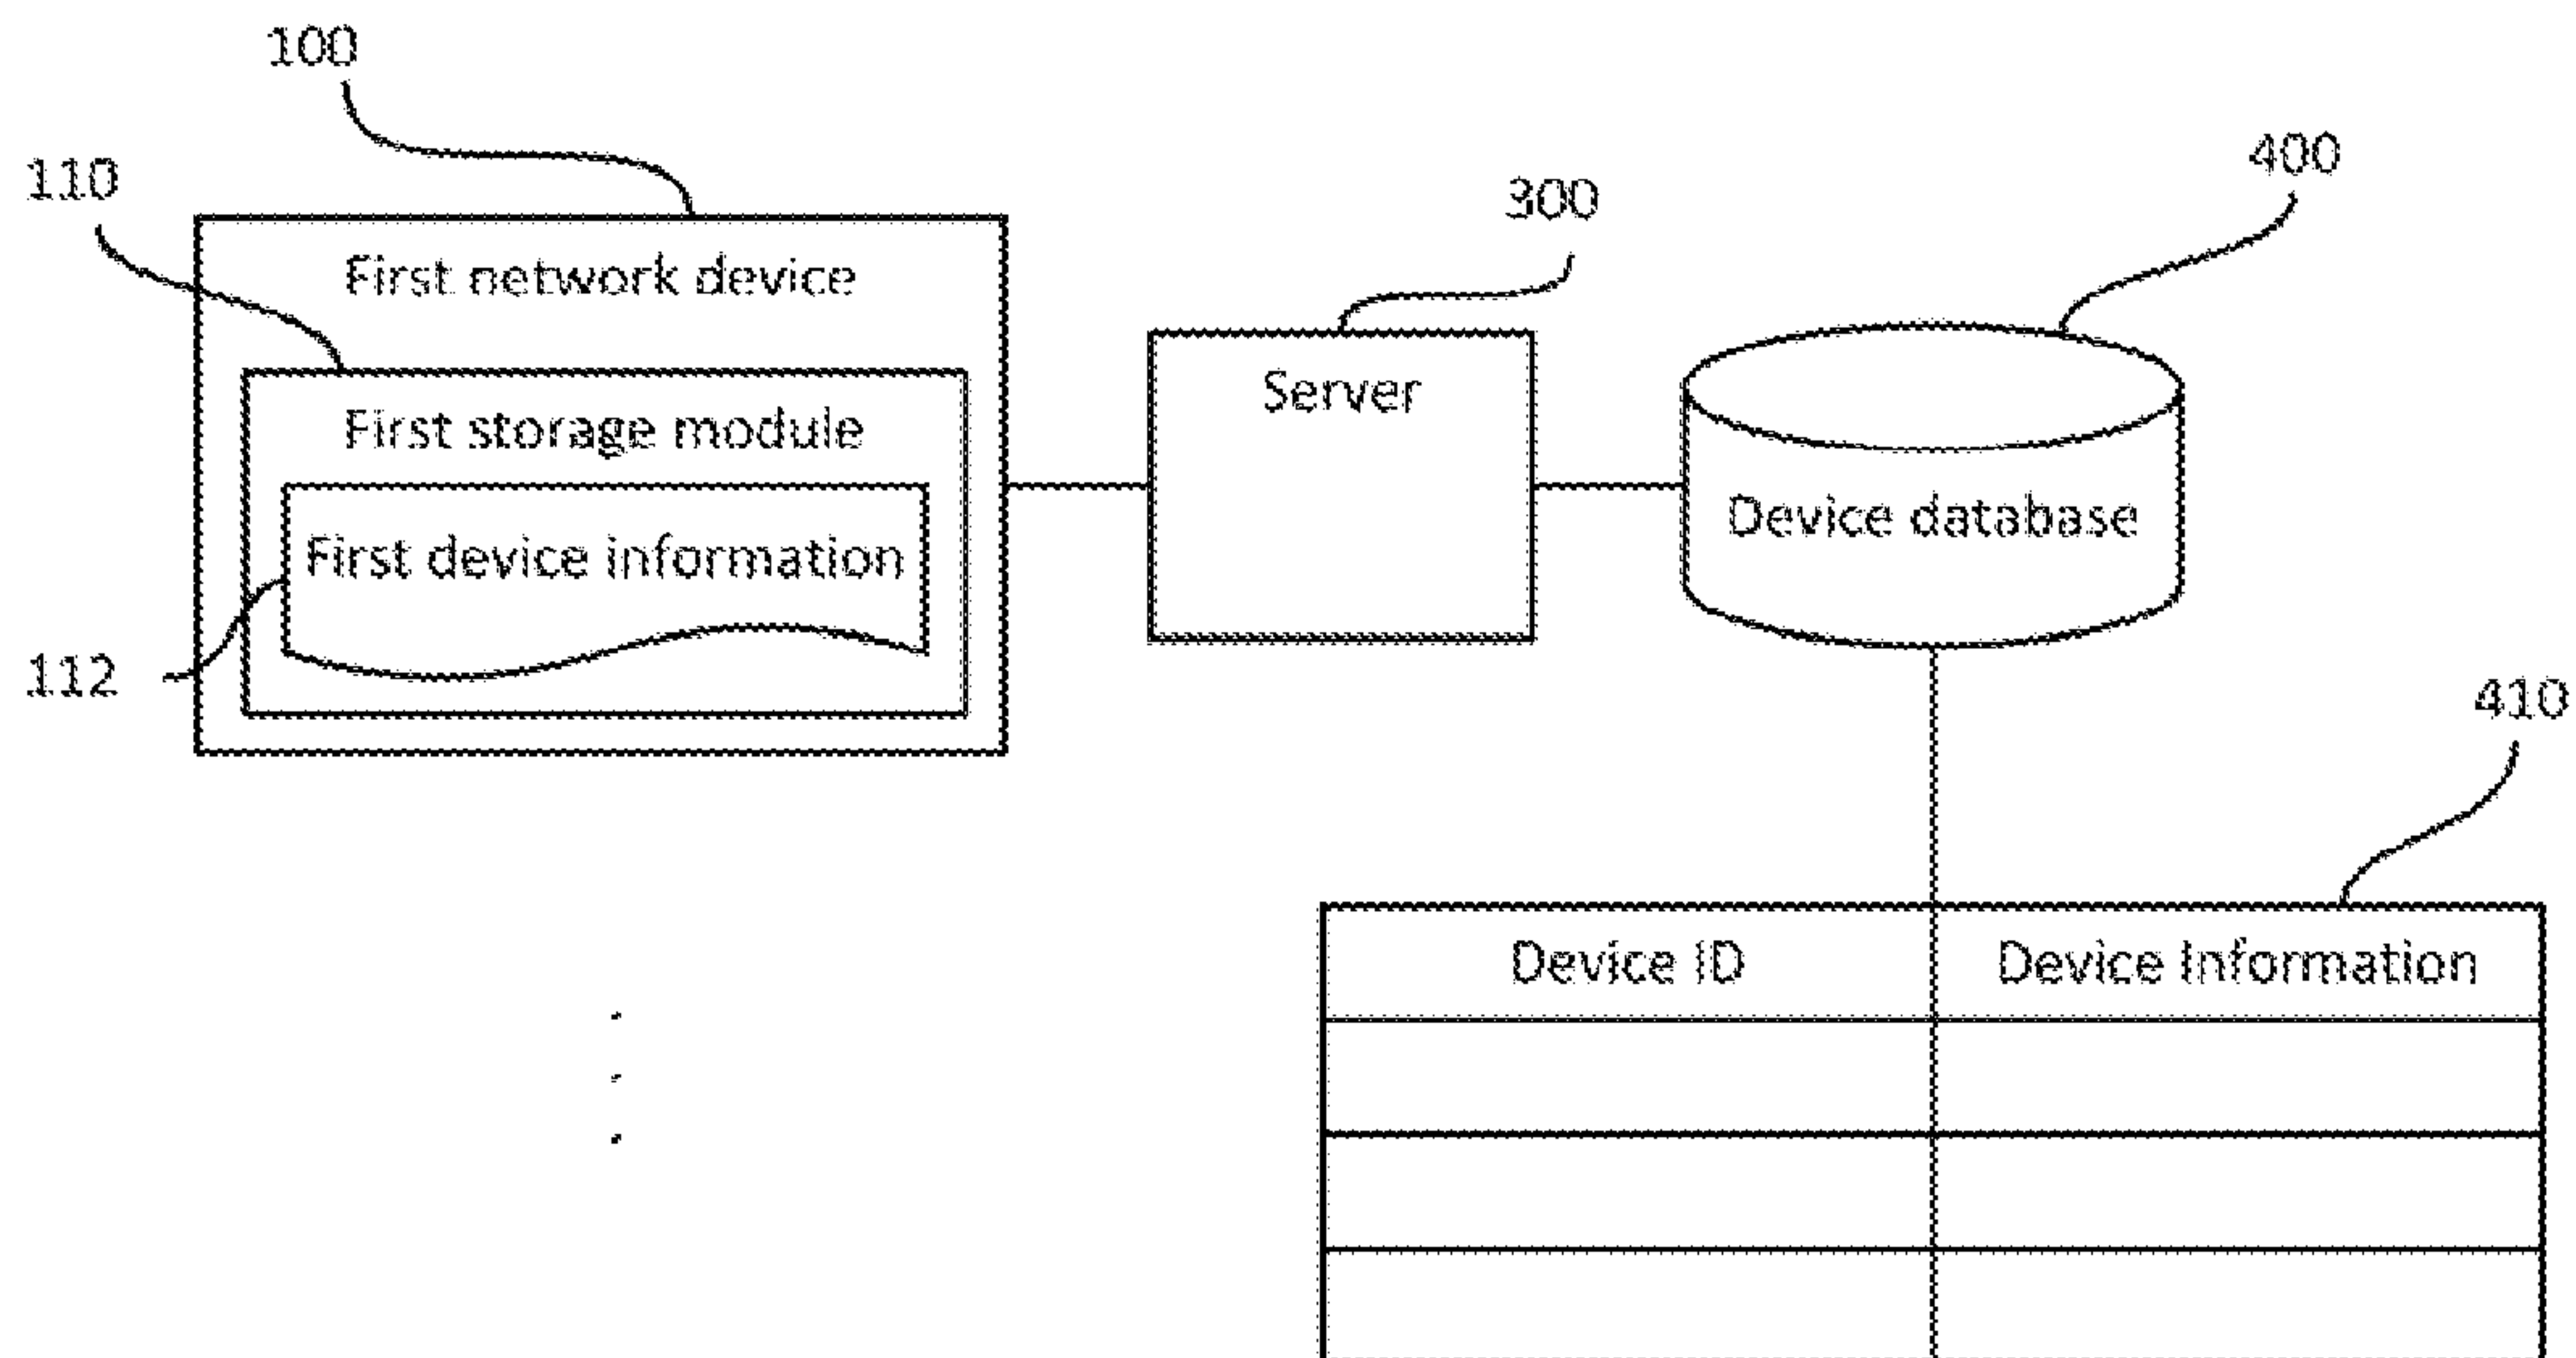 100
110
First network device
300
400
First storage module
Server
First device information
Device database
112
410
Device ID
Device Information